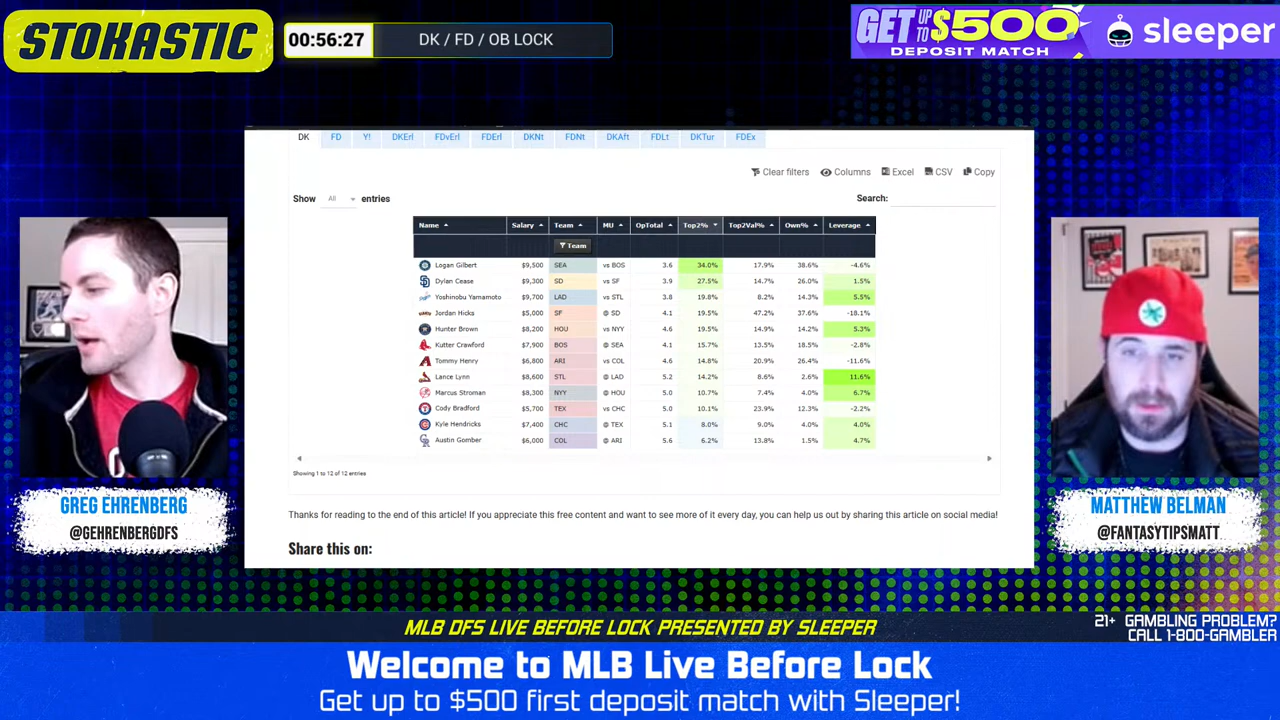 STOKASTIC
00:56:27
DK / FD / OB LOCK
GET UP TO $500
DEPOSIT MATCH
sleeper
DK FD Y! DKErl FDvErl FDErl DKNt FDNt DKAft FDLt DKTur FDEx
Clear filters Columns Excel CSV Copy
Show All entries
Search:
Name Salary Team MU OpTotal Top2% Top2Val% Own% Leverage
Team
Logan Gilbert $9,500 SEA vs BOS 3.6 34.0% 17.9% 38.6% -4.6%
Dylan Cease $9,300 SD vs SF 3.9 27.5% 14.7% 26.0% 1.5%
Yoshinobu Yamamoto $9,700 LAD vs STL 3.8 19.8% 8.2% 14.3% 5.5%
Jordan Hicks $5,000 SF @ SD 4.1 19.5% 47.2% 37.6% -18.1%
Hunter Brown $8,200 HOU vs NYY 4.6 19.5% 14.9% 14.2% 5.3%
Kutter Crawford $7,900 BOS @ SEA 4.1 15.7% 13.5% 18.5% -2.8%
Tommy Henry $6,800 ARI vs COL 4.6 14.8% 20.9% 26.4% -11.6%
Lance Lynn $8,600 STL @ LAD 5.2 14.2% 8.6% 2.6% 11.6%
Marcus Stroman $8,300 NYY @ HOU 5.0 10.7% 7.4% 4.0% 6.7%
Cody Bradford $5,700 TEX vs CHC 5.0 10.1% 23.9% 12.3% -2.2%
Kyle Hendricks $7,400 CHC @ TEX 5.1 8.0% 9.0% 4.0% 4.0%
Austin Gomber $6,000 COL @ ARI 5.6 6.2% 13.8% 1.5% 4.7%
Showing 1 to 12 of 12 entries
Thanks for reading to the end of this article! If you appreciate this free content and want to see more of it every day, you can help us out by sharing this article on social media!
Share this on:
GREG EHRENBERG
@GEHRENBERGDFS
MATTHEW BELMAN
@FANTASYTIPSMATT
MLB DFS LIVE BEFORE LOCK PRESENTED BY SLEEPER
21+ GAMBLING PROBLEM?
CALL 1-800-GAMBLER
Welcome to MLB Live Before Lock
Get up to $500 first deposit match with Sleeper!